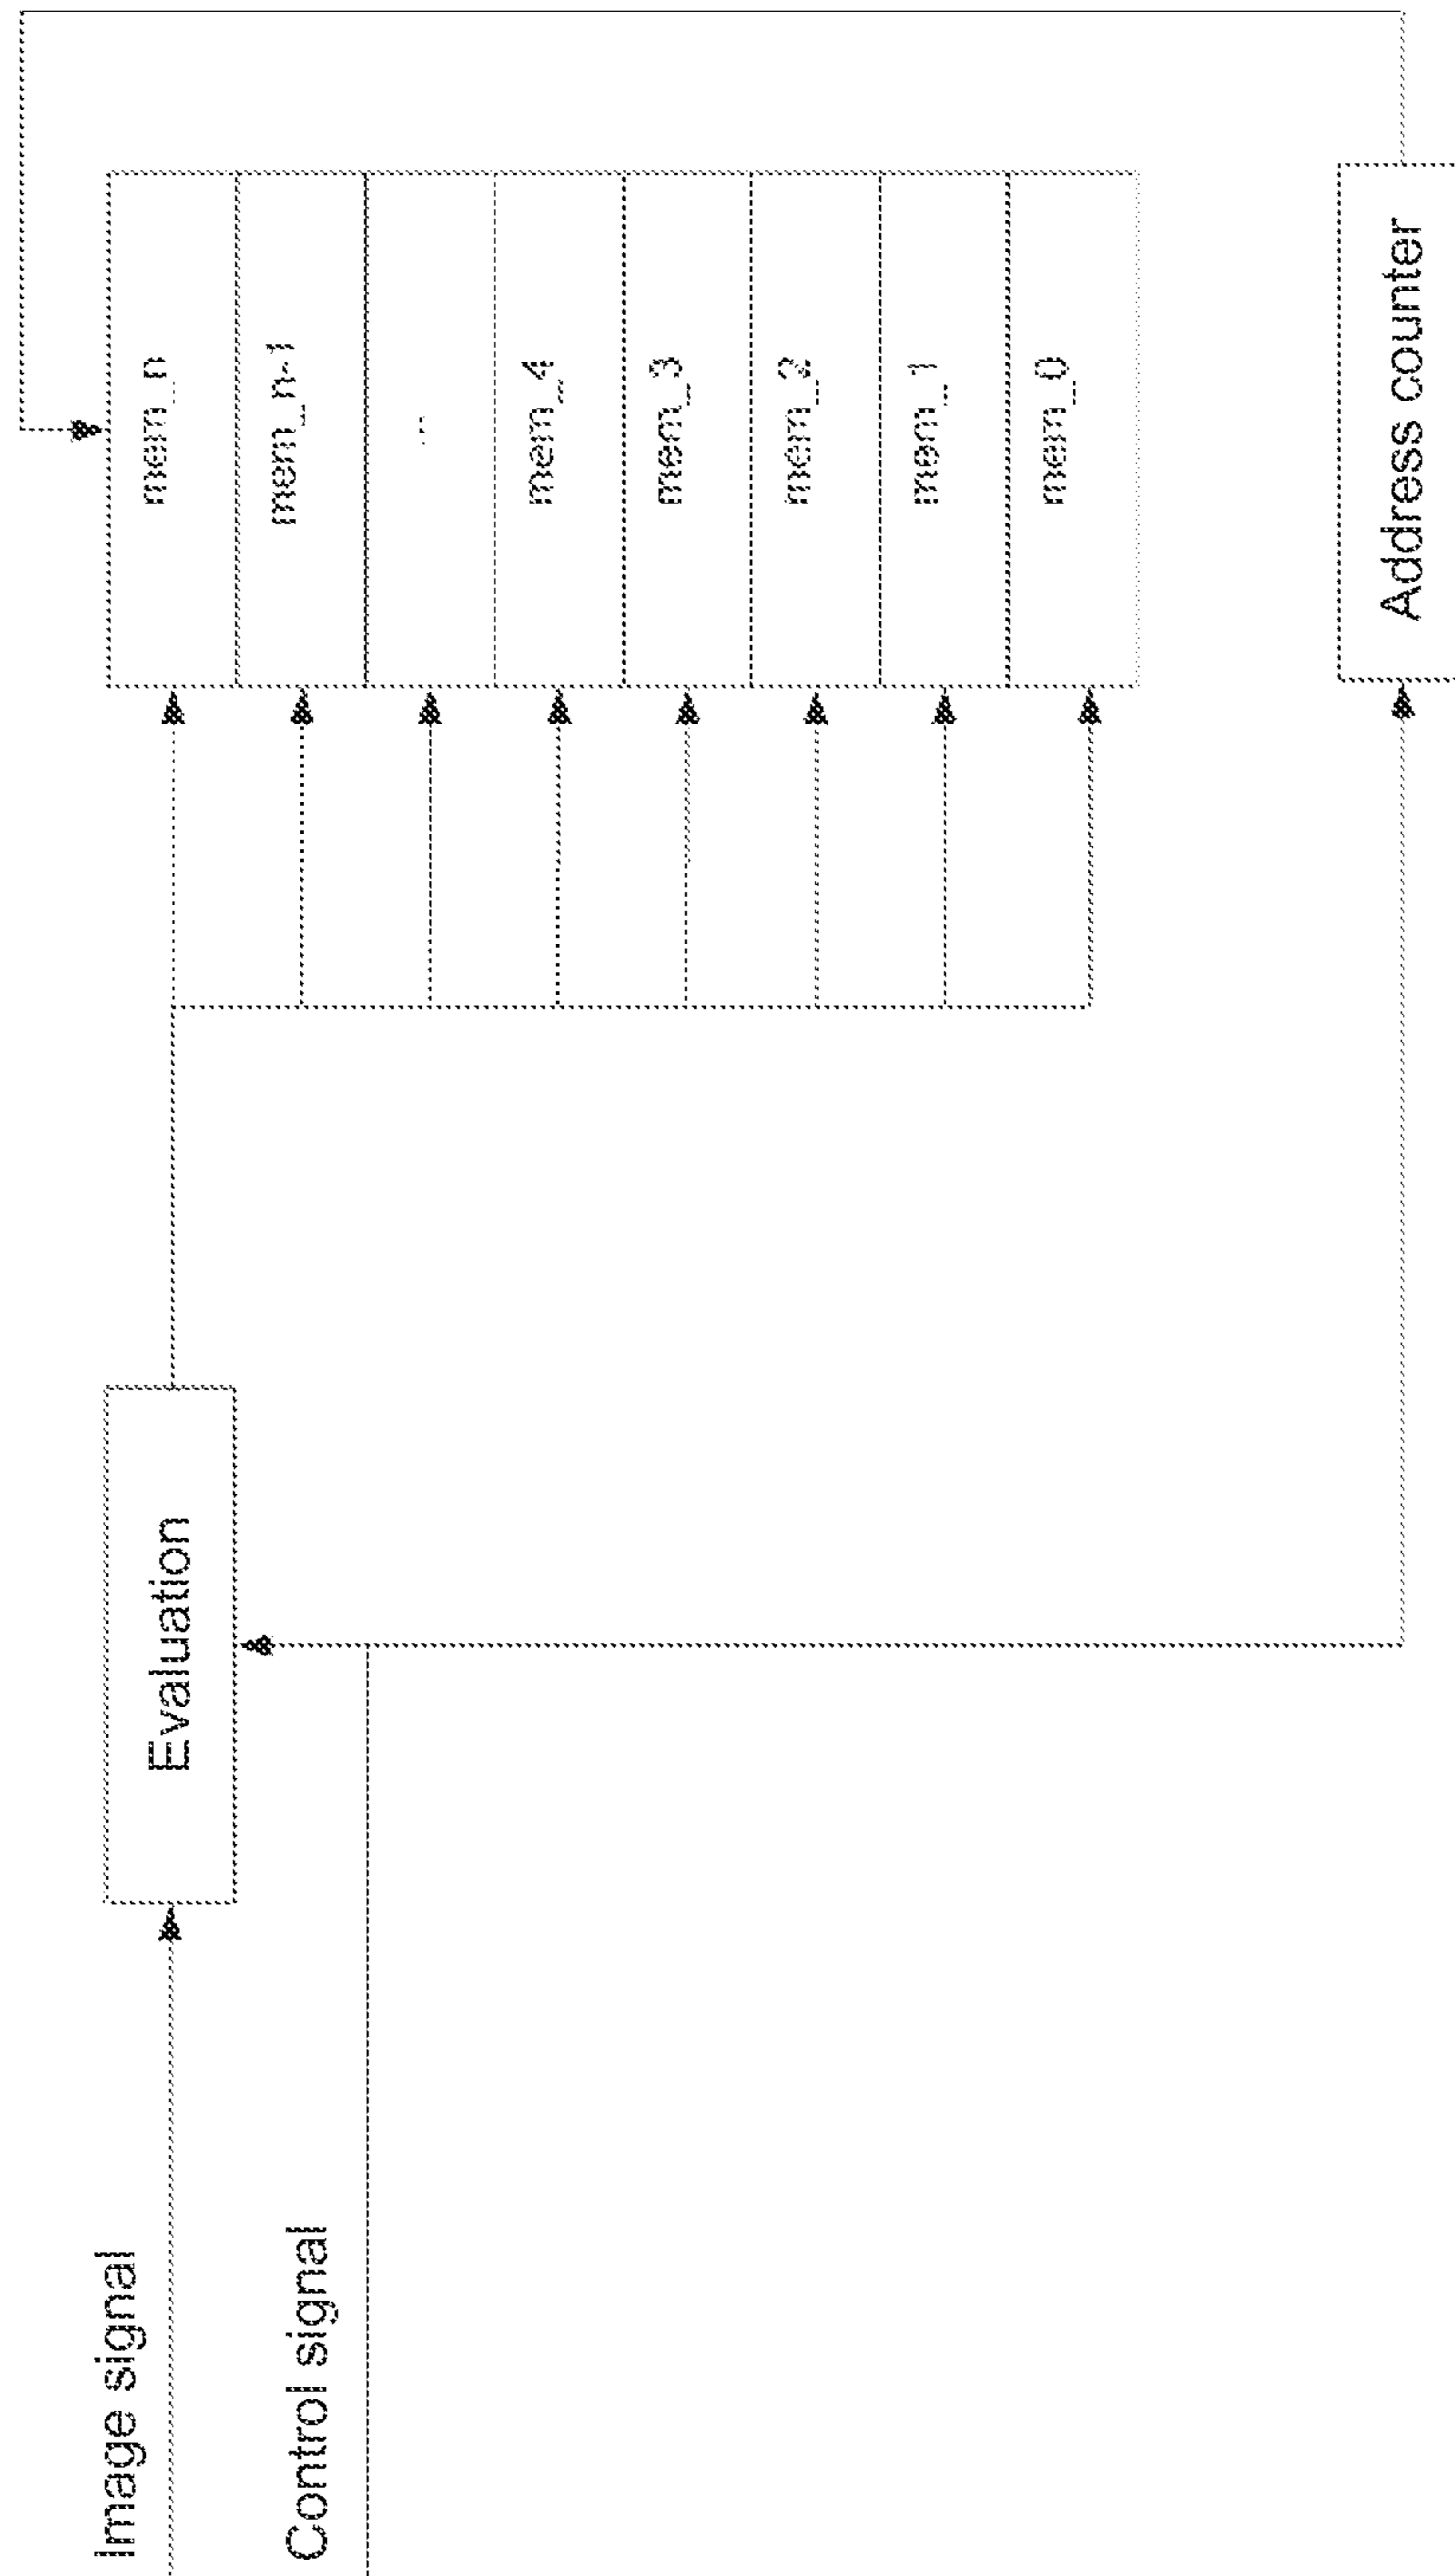 Image signal
Control signal
Evaluation
mem_n
mem_n-1
...
mem_4
mem_3
mem_2
mem_1
mem_0
Address counter